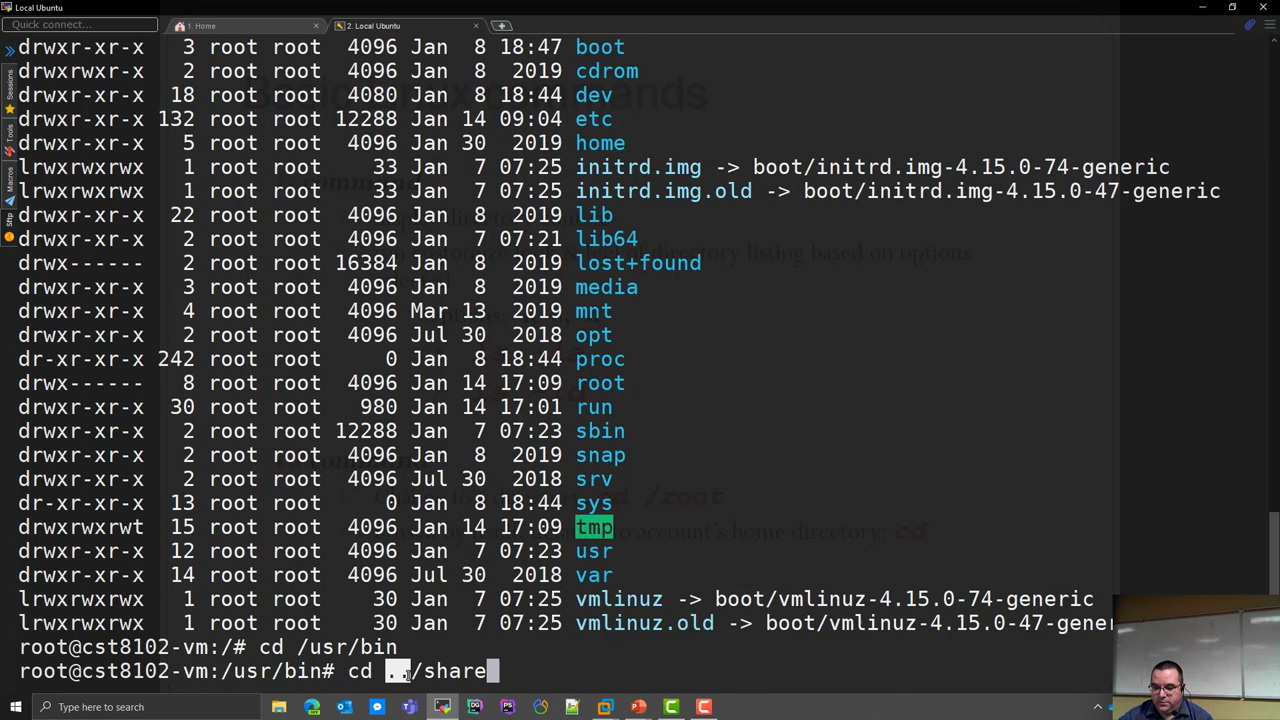 Local Ubuntu
Quick connect...
1. Home
2. Local Ubuntu
Sessions
Tools
Macros
Sftp
drwxr-xr-x 3 root root 4096 Jan 8 18:47 boot
drwxrwxr-x 2 root root 4096 Jan 8 2019 cdrom
drwxr-xr-x 18 root root 4080 Jan 8 18:44 dev
drwxr-xr-x 132 root root 12288 Jan 14 09:04 etc
drwxr-xr-x 5 root root 4096 Jan 30 2019 home
lrwxrwxrwx 1 root root 33 Jan 7 07:25 initrd.img -> boot/initrd.img-4.15.0-74-generic
lrwxrwxrwx 1 root root 33 Jan 7 07:25 initrd.img.old -> boot/initrd.img-4.15.0-47-generic
drwxr-xr-x 22 root root 4096 Jan 8 2019 lib
drwxr-xr-x 2 root root 4096 Jan 7 07:21 lib64
drwx------ 2 root root 16384 Jan 8 2019 lost+found
drwxr-xr-x 3 root root 4096 Jan 8 2019 media
drwxr-xr-x 4 root root 4096 Mar 13 2019 mnt
drwxr-xr-x 2 root root 4096 Jul 30 2018 opt
dr-xr-xr-x 242 root root 0 Jan 8 18:44 proc
drwx------ 8 root root 4096 Jan 14 17:09 root
drwxr-xr-x 30 root root 980 Jan 14 17:01 run
drwxr-xr-x 2 root root 12288 Jan 7 07:23 sbin
drwxr-xr-x 2 root root 4096 Jan 8 2019 snap
drwxr-xr-x 2 root root 4096 Jul 30 2018 srv
dr-xr-xr-x 13 root root 0 Jan 8 18:44 sys
drwxrwxrwt 15 root root 4096 Jan 14 17:09 tmp
drwxr-xr-x 12 root root 4096 Jan 7 07:23 usr
drwxr-xr-x 14 root root 4096 Jul 30 2018 var
lrwxrwxrwx 1 root root 30 Jan 7 07:25 vmlinuz -> boot/vmlinuz-4.15.0-74-generic
lrwxrwxrwx 1 root root 30 Jan 7 07:25 vmlinuz.old -> boot/vmlinuz-4.15.0-47-gener
root@cst8102-vm:/# cd /usr/bin
root@cst8102-vm:/usr/bin# cd ../share
Type here to search